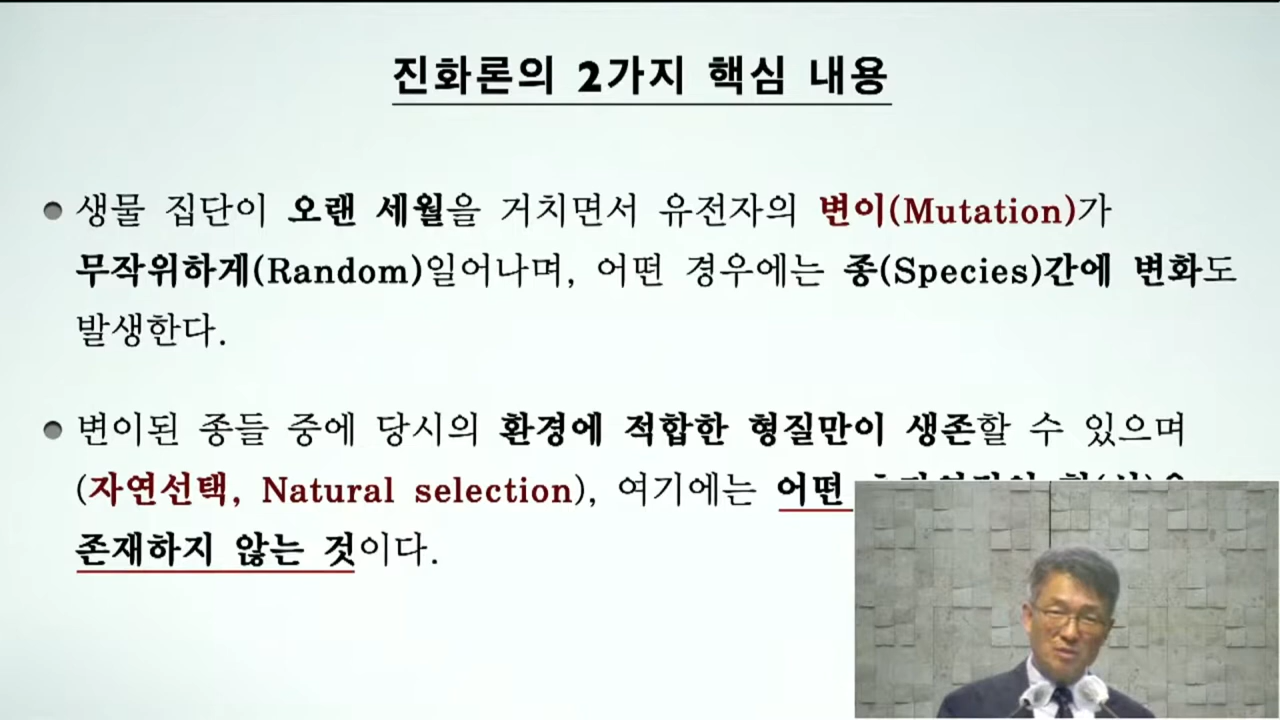 진화론의 2가지 핵심 내용
생물 집단이 오랜 세월을 거치면서 유전자의 변이(Mutation)가
무작위하게(Random)일어나며, 어떤 경우에는 종(Species)간에 변화도
발생한다.
변이된 종들 중에 당시의 환경에 적합한 형질만이 생존할 수 있으며
(자연선택, Natural selection), 여기에는 어떤
존재하지 않는 것이다.